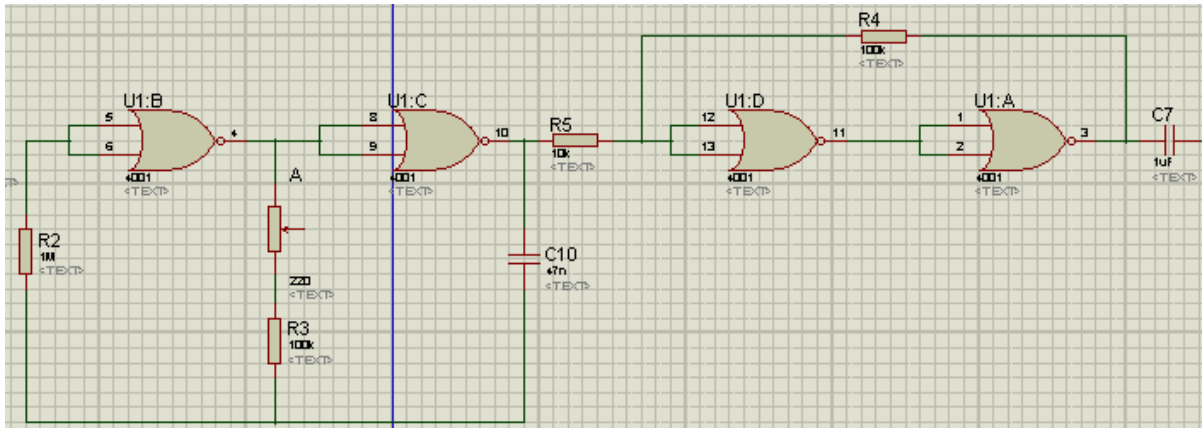 R4
100k
<TEXT>
U1:B
5
6
4
4001
<TEXT>
U1:C
8
9
10
4001
<TEXT>
R5
10k
<TEXT>
U1:D
12
13
11
4001
<TEXT>
U1:A
1
2
3
4001
<TEXT>
C7
1uF
<TEXT>
A
220
<TEXT>
R2
1M
<TEXT>
R3
100k
<TEXT>
C10
47n
<TEXT>